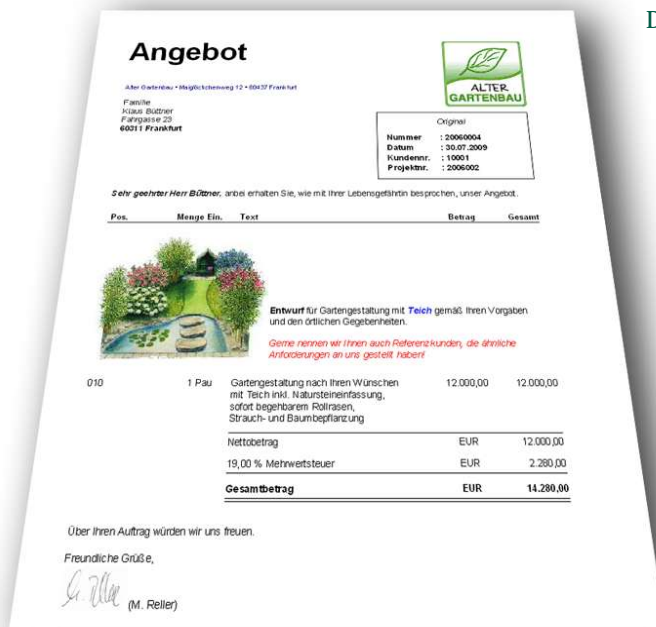 D
Angebot
ALTER
GARTENBAU
Alter Gartenbau • Maiglöckchenweg 12 • 60437 Frankfurt
Familie
Klaus Büttner
Fahrgasse 23
60311 Frankfurt
Original
Nummer : 20060004
Datum : 30.07.2009
Kundennr. : 10001
Projektnr. : 2006002
Sehr geehrter Herr Büttner, anbei erhalten Sie, wie mit Ihrer Lebensgefährtin besprochen, unser Angebot.
Pos. Menge Ein. Text Betrag Gesamt
Entwurf für Gartengestaltung mit Teich gemäß Ihren Vorgaben
und den örtlichen Gegebenheiten.
Gerne nennen wir Ihnen auch Referenzkunden, die ähnliche
Anforderungen an uns gestellt haben!
010 1 Pau Gartengestaltung nach Ihren Wünschen 12.000,00 12.000,00
mit Teich inkl. Natursteineinfassung,
sofort begehbarem Rollrasen,
Strauch- und Baumbepflanzung
Nettobetrag EUR 12.000,00
19,00 % Mehrwertsteuer EUR 2.280,00
Gesamtbetrag EUR 14.280,00
Über Ihren Auftrag würden wir uns freuen.
Freundliche Grüße,
(M. Reller)